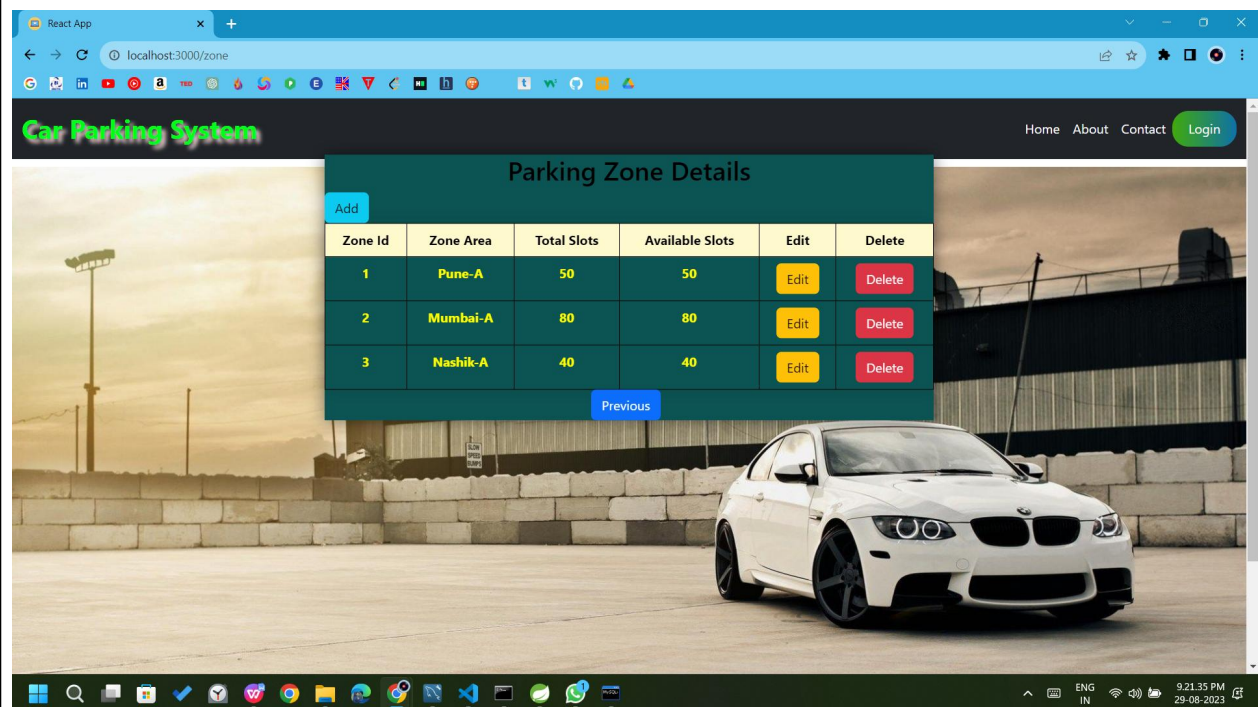 React App
localhost:3000/zone
Car Parking System
Home About Contact Login
Parking Zone Details
Add
Zone Id Zone Area Total Slots Available Slots Edit Delete
1 Pune-A 50 50 Edit Delete
2 Mumbai-A 80 80 Edit Delete
3 Nashik-A 40 40 Edit Delete
Previous
SLOW
SPEED
ENG
IN
9.21.35 PM
29-08-2023